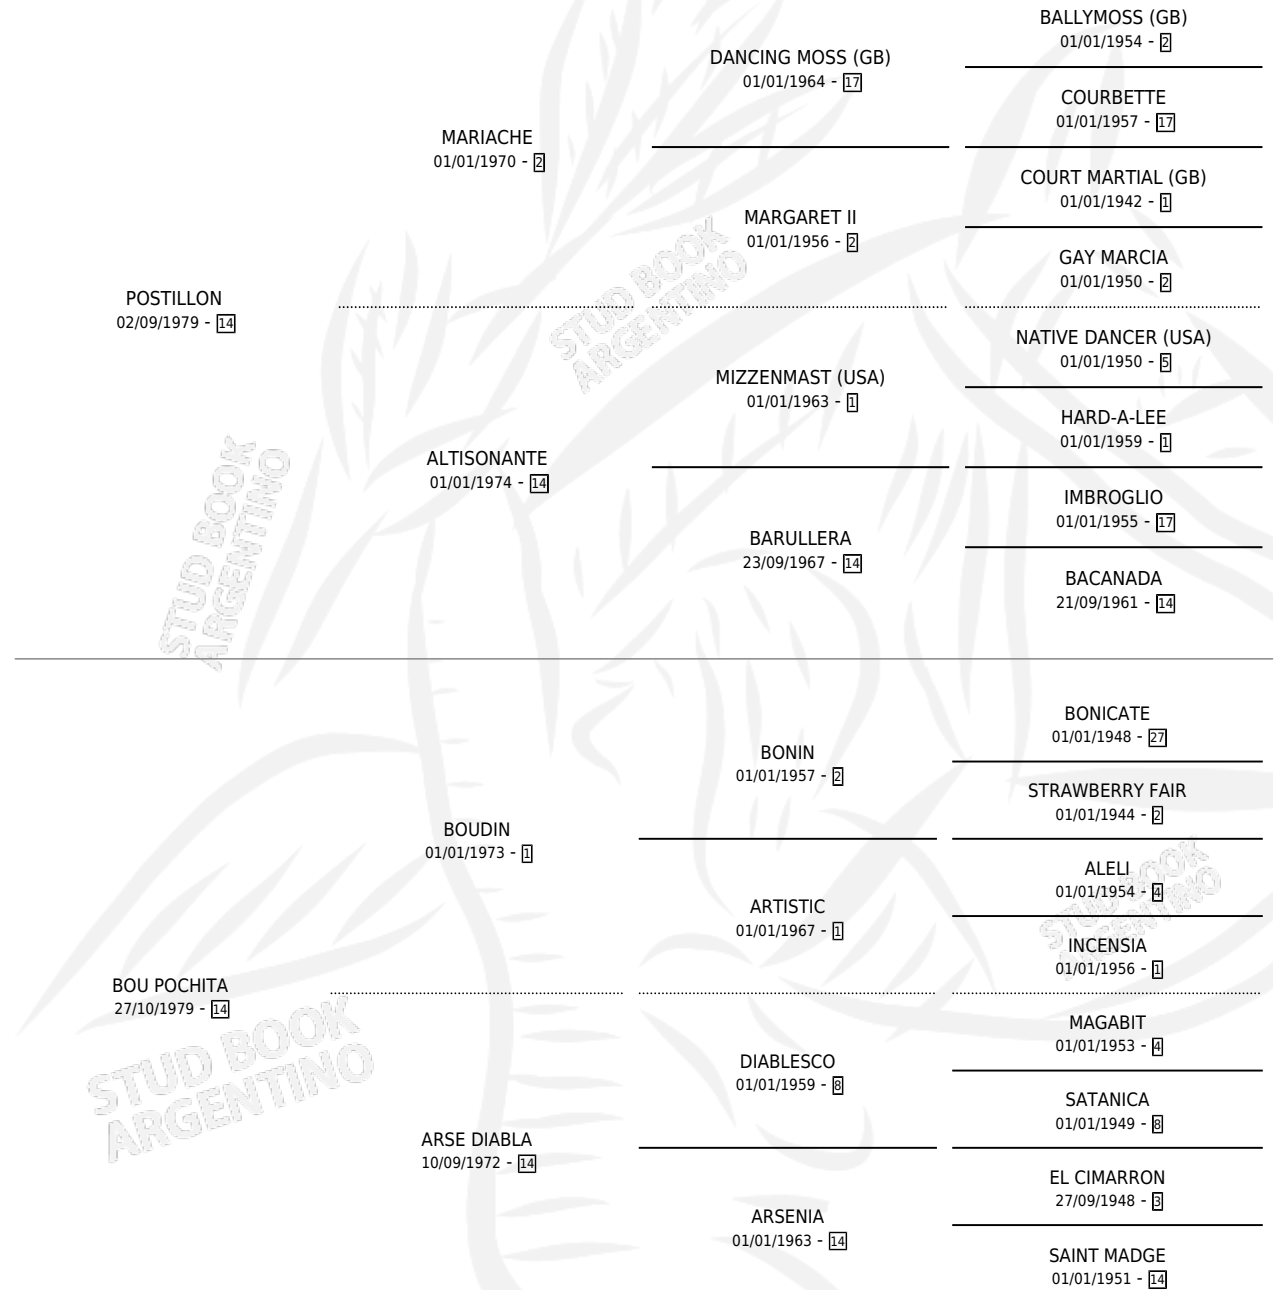 BALLYMOSS (GB)
01/01/1954 - 2
DANCING MOSS (GB)
01/01/1964 - 17
COURBETTE
01/01/1957 - 17
MARIACHE
01/01/1970 - 2
COURT MARTIAL (GB)
01/01/1942 - 1
MARGARET II
01/01/1956 - 2
GAY MARCIA
01/01/1950 - 2
POSTILLON
02/09/1979 - 14
NATIVE DANCER (USA)
01/01/1950 - 5
MIZZENMAST (USA)
01/01/1963 - 1
HARD-A-LEE
01/01/1959 - 1
ALTISONANTE
01/01/1974 - 14
IMBROGLIO
01/01/1955 - 17
BARULLERA
23/09/1967 - 14
BACANADA
21/09/1961 - 14
BONICATE
01/01/1948 - 27
BONIN
01/01/1957 - 2
STRAWBERRY FAIR
01/01/1944 - 2
BOUDIN
01/01/1973 - 1
ALELI
01/01/1954 - 4
ARTISTIC
01/01/1967 - 1
INCENSIA
01/01/1956 - 1
BOU POCHITA
27/10/1979 - 14
MAGABIT
01/01/1953 - 4
DIABLESCO
01/01/1959 - 8
SATANICA
01/01/1949 - 8
ARSE DIABLA
10/09/1972 - 14
EL CIMARRON
27/09/1948 - 3
ARSENIA
01/01/1963 - 14
SAINT MADGE
01/01/1951 - 14
STUD BOOK
ARGENTINO
STUD BOOK
ARGENTINO
STUD BOOK
ARGENTINO
STUD BOOK
ARGENTINO